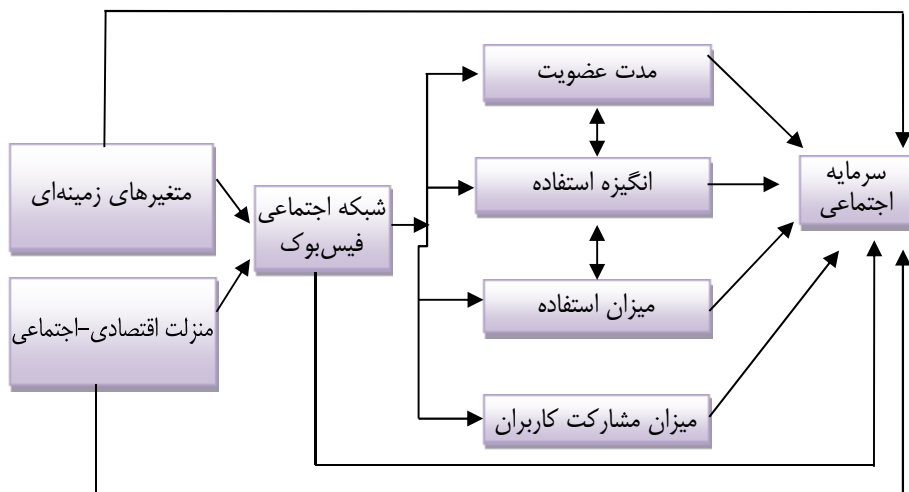 مدت عضویت
متغیرهای زمینه‌ای
انگیزه استفاده
سرمایه
اجتماعی
شبکه اجتماعی
فیس‌بوک
میزان استفاده
منزلت اقتصادی-اجتماعی
میزان مشارکت کاربران